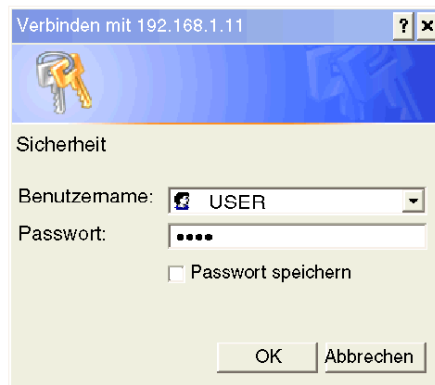 Verbinden mit 192.168.1.11
?
×
Sicherheit
Benutzername: USER
Passwort: ••••
Passwort speichern
OK Abbrechen